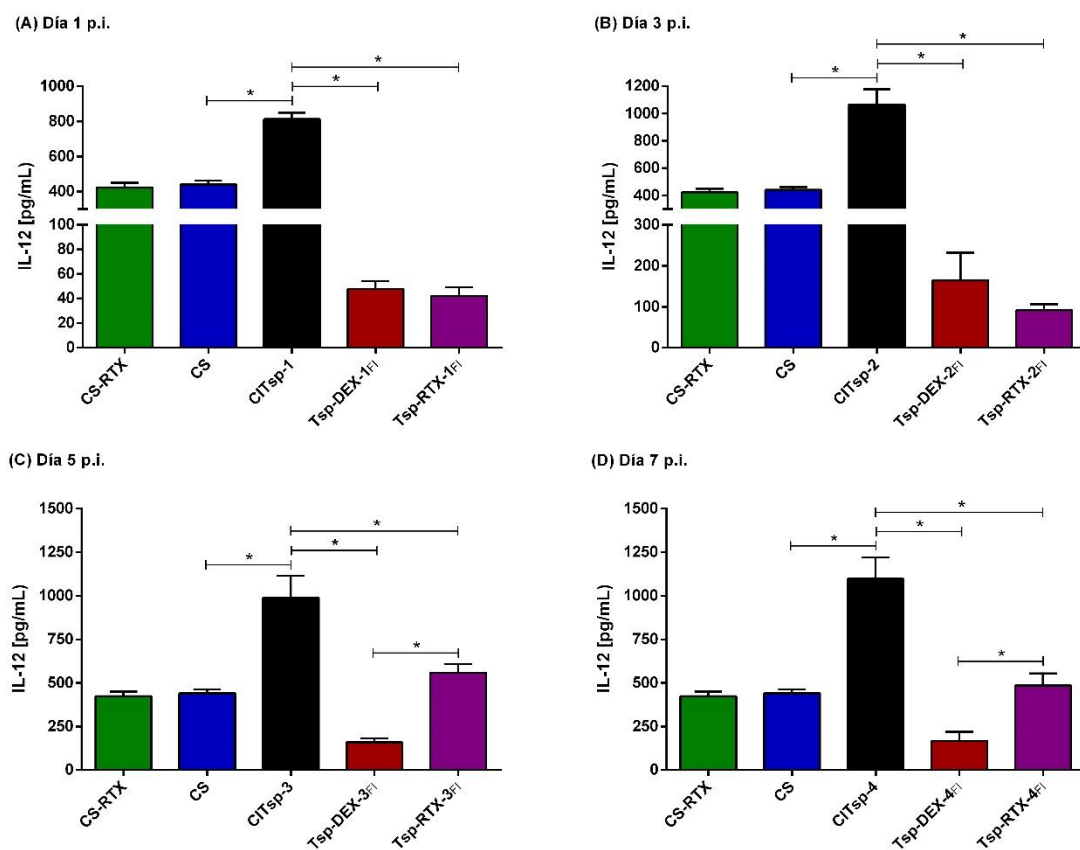 (A) Día 1 p.i.
*
*
*
IL-12 [pg/mL)
1000
800
600
400
100
80
60
40
20
0
CS-RTX
CS
CITsp-1
Tsp-DEX-1FI
Tsp-RTX-1FI
(B) Día 3 p.i.
*
*
*
IL-12 [pg/mL)
1200
1000
800
600
400
200
300
200
100
0
CS-RTX
CS
CITsp-2
Tsp-DEX-2FI
Tsp-RTX-2FI
(C) Día 5 p.i.
*
*
*
*
IL-12 [pg/mL)
1500
1250
1000
750
500
250
0
CS-RTX
CS
CITsp-3
Tsp-DEX-3FI
Tsp-RTX-3FI
(D) Día 7 p.i.
*
*
*
*
IL-12 [pg/mL)
1500
1250
1000
750
500
250
0
CS-RTX
CS
CITsp-4
Tsp-DEX-4FI
Tsp-RTX-4FI